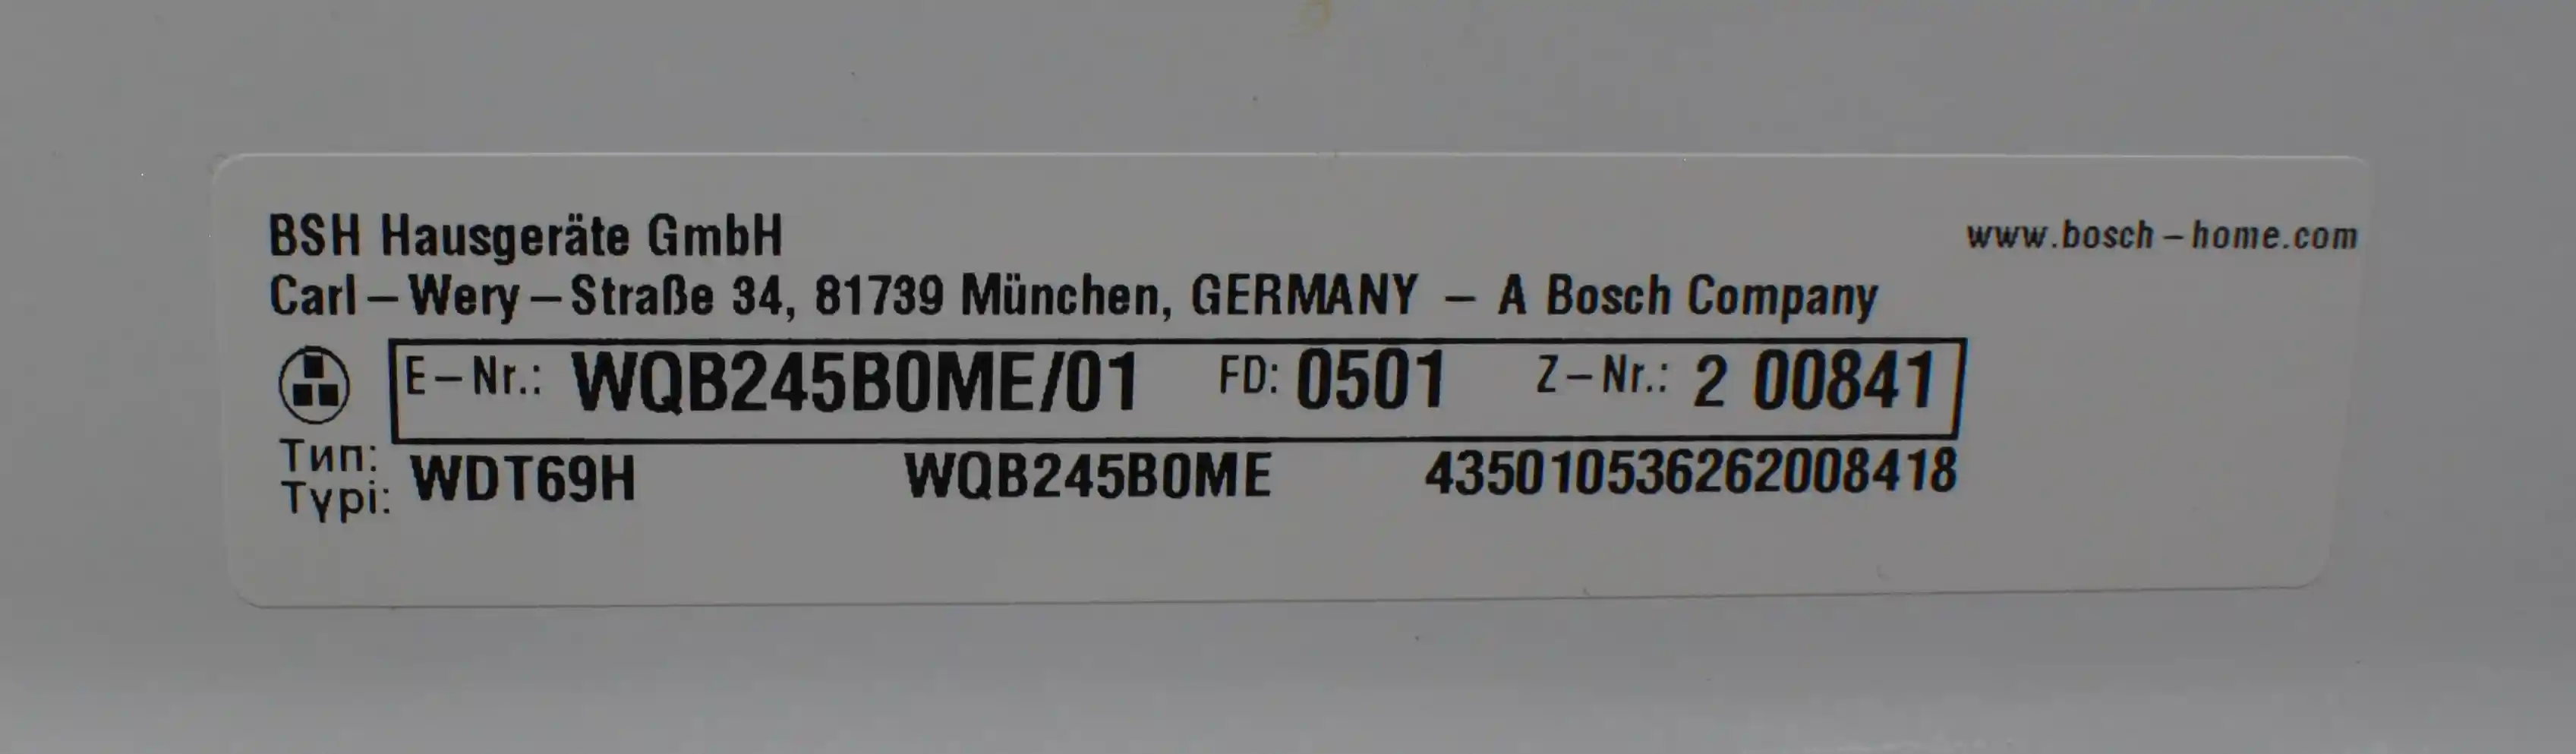 BSH Hausgeräte GmbH
www.bosch-home.com
Carl-Wery-Straße 34, 81739 München, GERMANY - A Bosch Company
E-Nr.: WQB245B0ME/01 FD: 0501 Z-Nr.: 2 00841
Тип:
Typi: WDT69H WQB245B0ME 435010536262008418